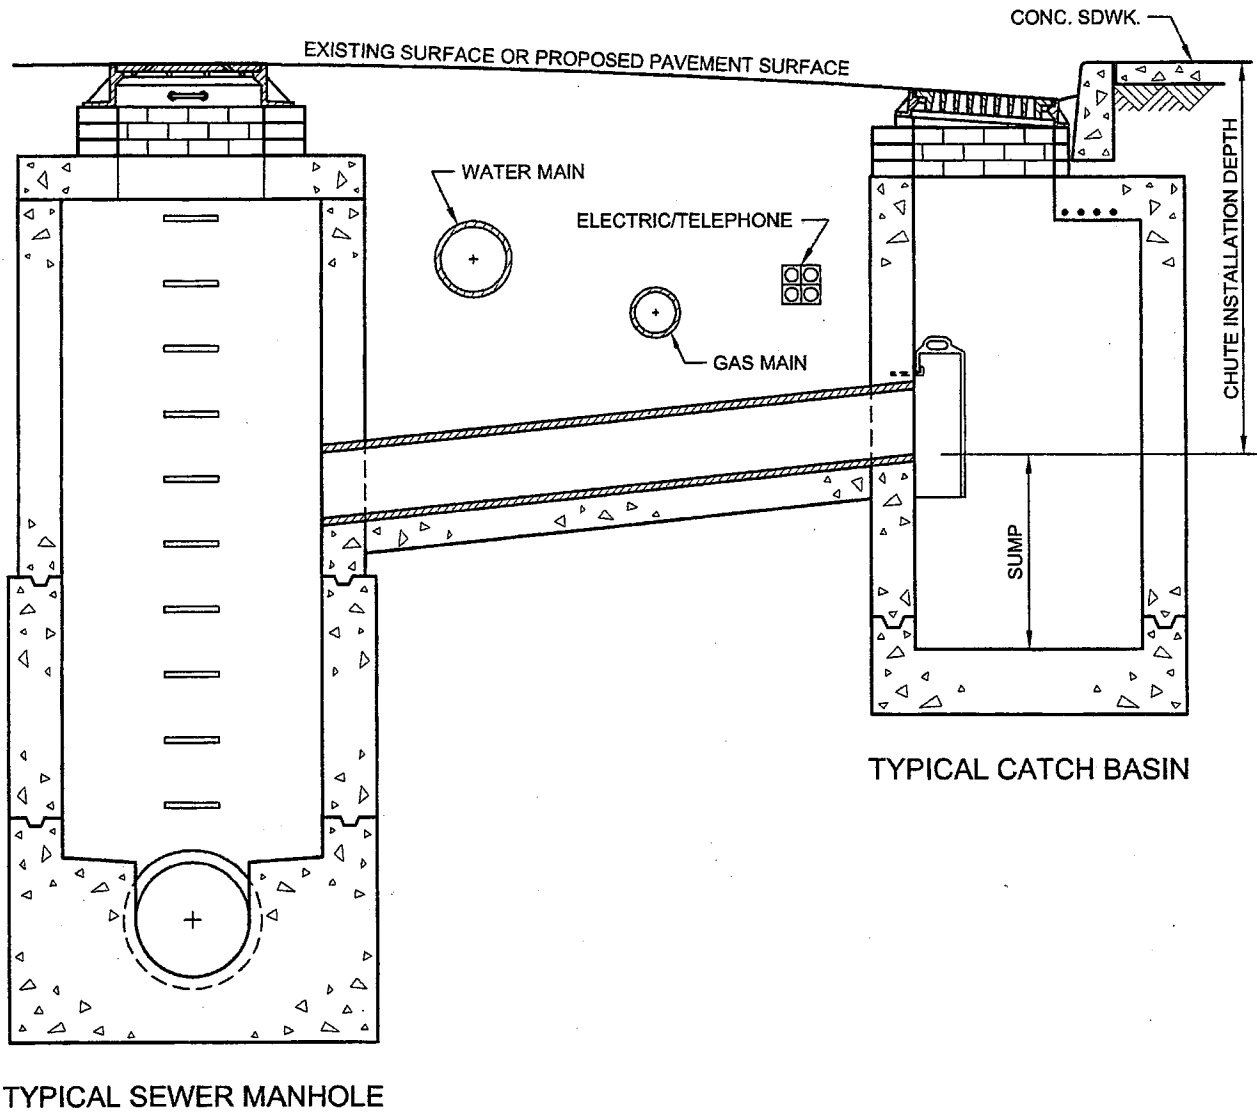 CONC. SDWK.
EXISTING SURFACE OR PROPOSED PAVEMENT SURFACE
WATER MAIN
ELECTRIC/TELEPHONE
GAS MAIN
CHUTE INSTALLATION DEPTH
SUMP
TYPICAL CATCH BASIN
TYPICAL SEWER MANHOLE